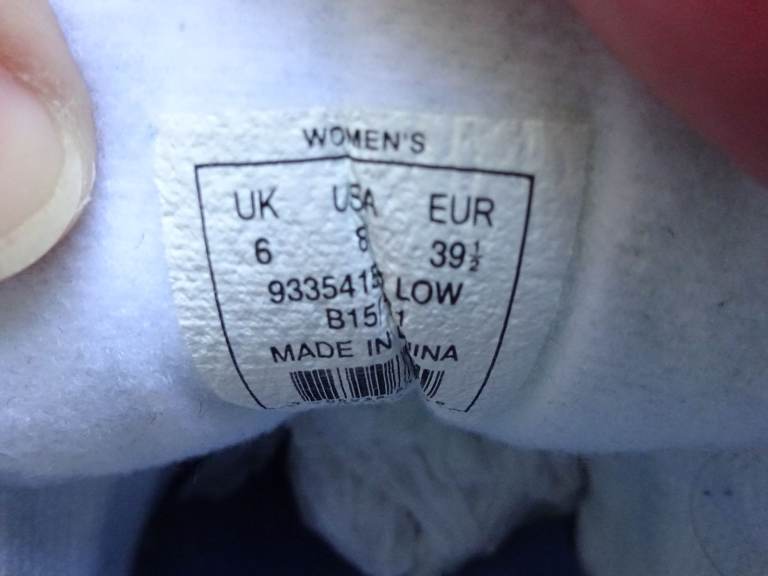 WOMEN'S
UK USA EUR
6 8 39½
LOW
MADE IN